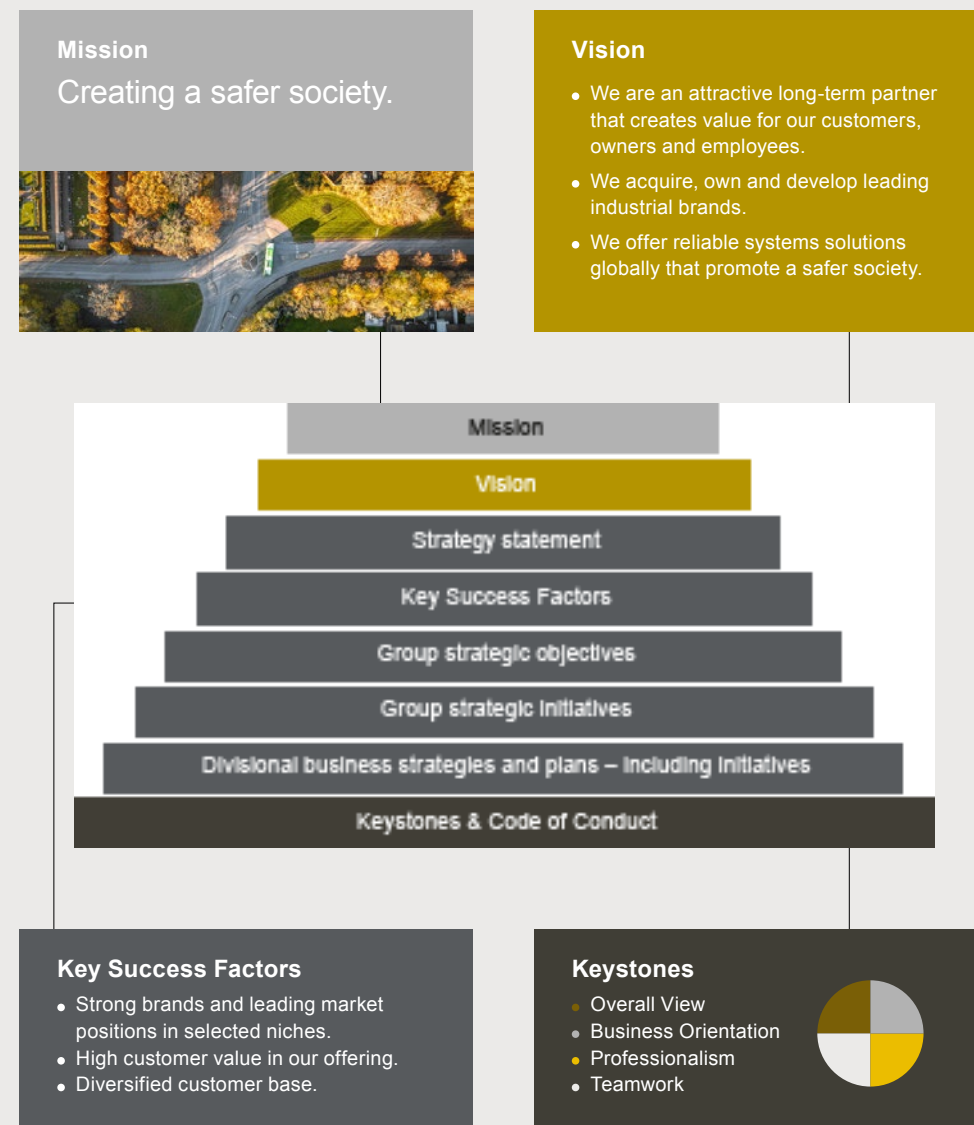 Mission
Creating a safer society.
Vision
• We are an attractive long-term partner
that creates value for our customers,
owners and employees.
• We acquire, own and develop leading
industrial brands.
• We offer reliable systems solutions
globally that promote a safer society.
Mission
Vision
Strategy statement
Key Success Factors
Group strategic objectives
Group strategic initiatives
Divisional business strategies and plans – including initiatives
Keystones & Code of Conduct
Key Success Factors
• Strong brands and leading market
positions in selected niches.
• High customer value in our offering.
• Diversified customer base.
Keystones
• Overall View
• Business Orientation
• Professionalism
• Teamwork